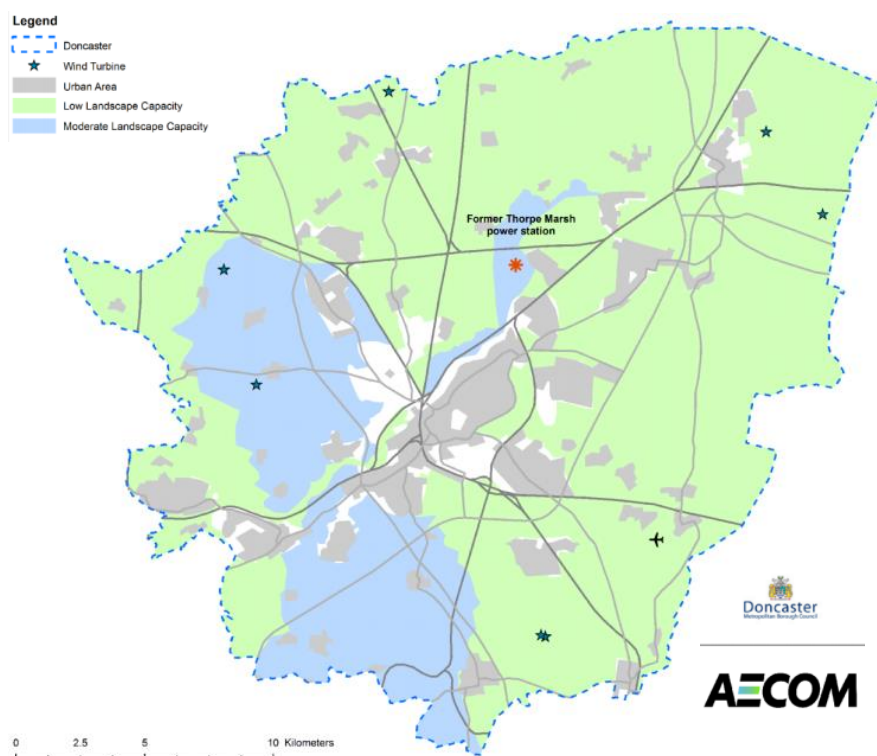 Legend
Doncaster
Wind Turbine
Urban Area
Low Landscape Capacity
Moderate Landscape Capacity
Former Thorpe Marsh
power station
Doncaster
Metropolitan Borough Council
AECOM
0 2.5 5 10 Kilometers